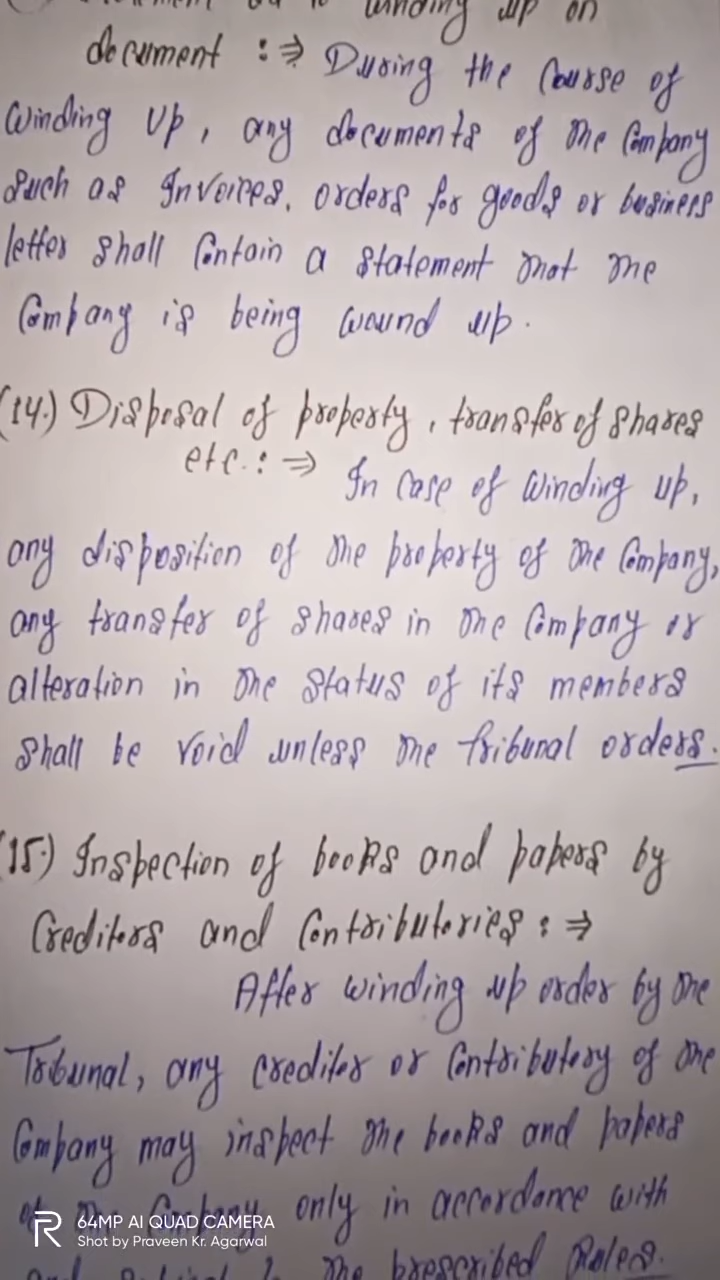 winding up on
document :⇒ During the Course of
Winding Up, any documents of the Company
Such as Invoices, orders for goods or business
letter shall Contain a Statement that the
Company is being wound up.
(14.) Disposal of property, transfer of shares
etc.:⇒ In Case of Winding up,
any disposition of the property of the Company,
any transfer of shares in the Company or
alteration in the Status of its members
Shall be Void unless the Tribunal orders.
(15.) Inspection of books and papers by
Creditors and Contributories :⇒
After winding up order by the
Tribunal, any creditor or Contributory of the
Company may inspect the books and papers
of the Company only in accordance with
the prescribed Rules.
R 64MP AI QUAD CAMERA
Shot by Praveen Kr. Agarwal